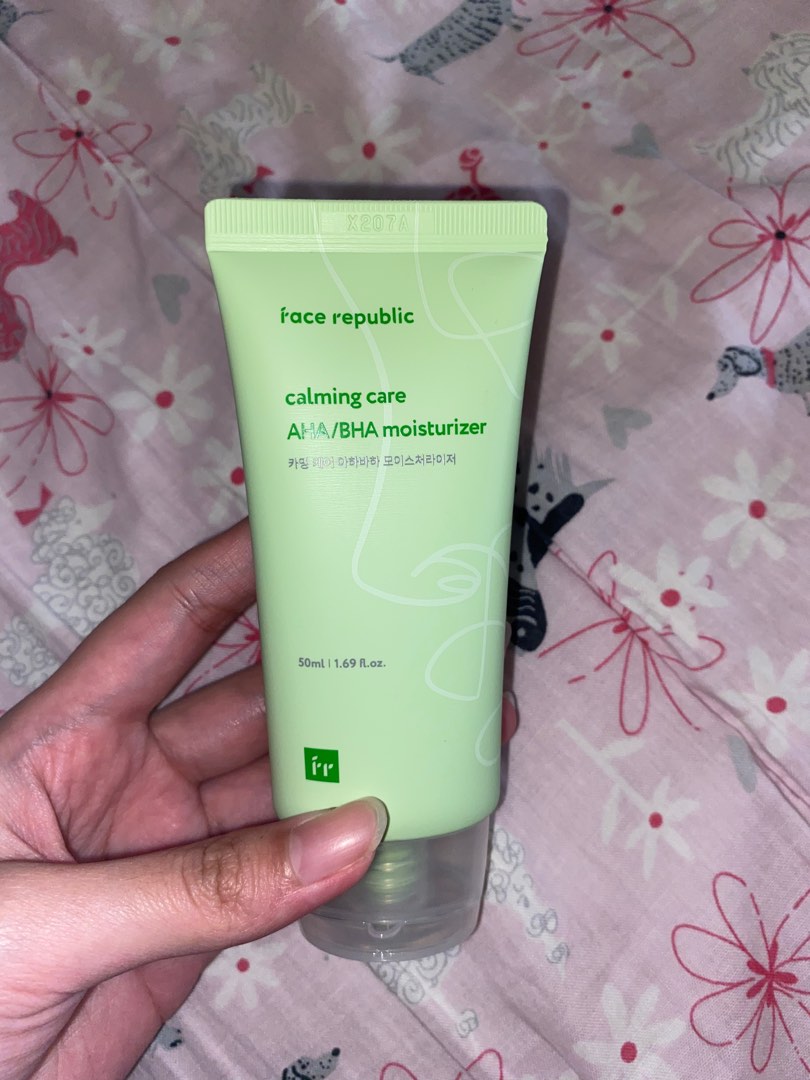 X207A
face republic
calming care
AHA/BHA moisturizer
카밍 케어 아하바하 모이스처라이저
50ml | 1.69 fl.oz.
fr